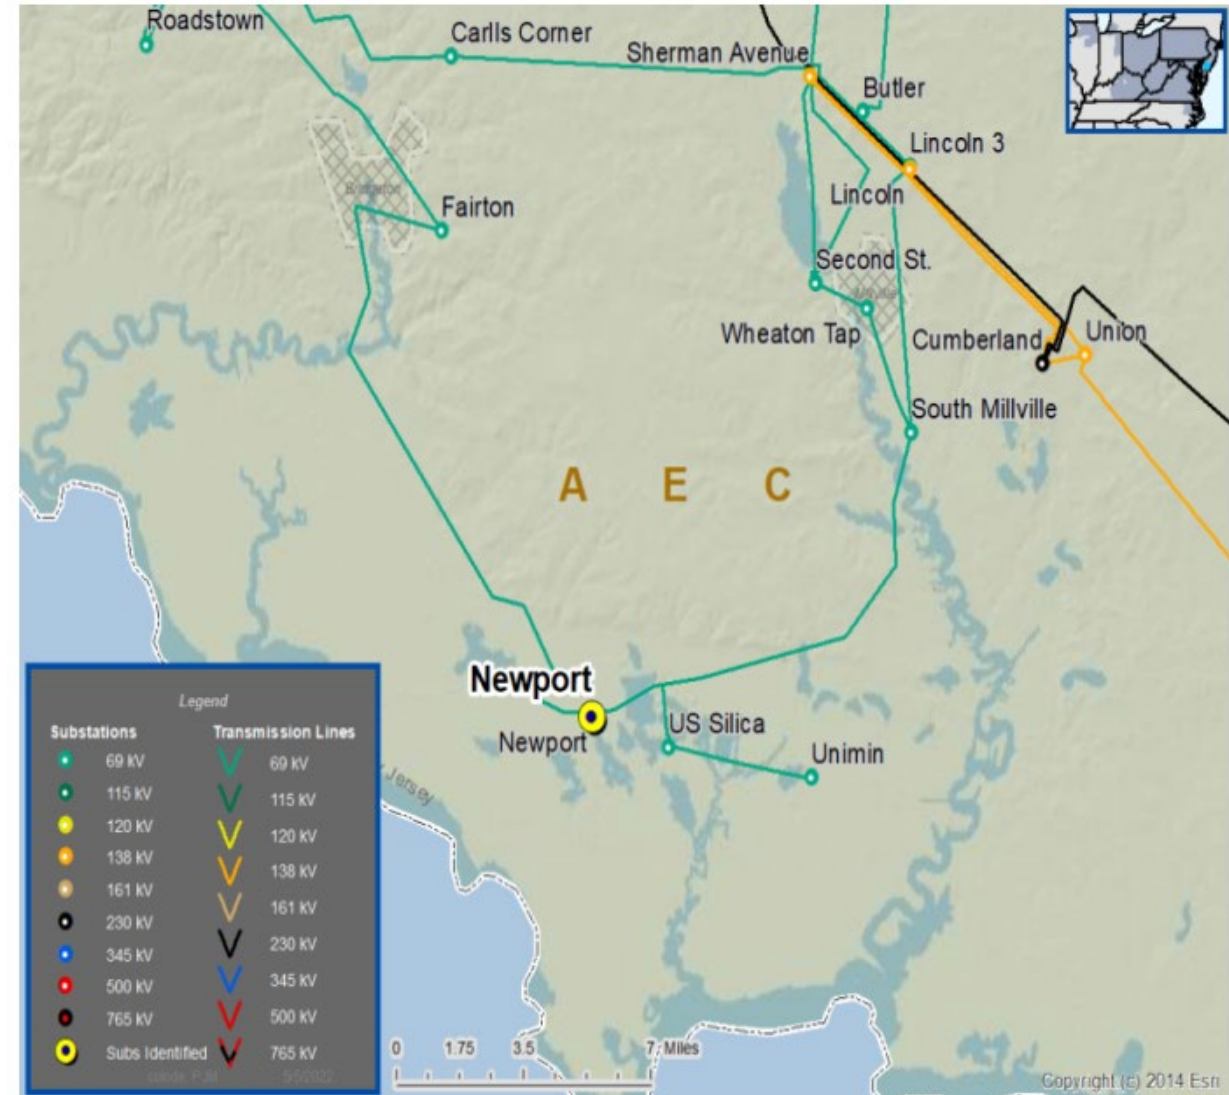 Roadstown
Carlls Corner
Sherman Avenue
Butler
Lincoln 3
Lincoln
Fairton
Second St.
Wheaton Tap
Cumberland
Union
South Millville
A E C
Newport
Newport
US Silica
Unimin
Jersey
Legend
Substations
Transmission Lines
69 kV
69 kV
115 kV
115 kV
120 kV
120 kV
138 kV
138 kV
161 kV
161 kV
230 kV
230 kV
345 kV
345 kV
500 kV
500 kV
765 kV
765 kV
Subs Identified
0 1.75 3.5 7 Miles
Copyright (c) 2014 Esri